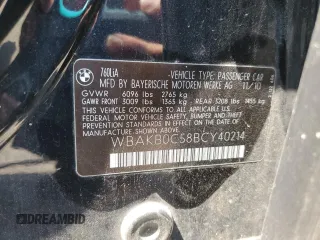 760LiA
VEHICLE TYPE: PASSENGER CAR
MFD BY BAYERISCHE MOTOREN WERKE AG 11/10
GVWR 6096 lbs 2765 kg
GAWR FRONT 3009 lbs 1365 kg REAR 3208 lbs 1455 kg
THIS VEHICLE CONFORMS TO ALL APPLICABLE
FEDERAL MOTOR VEHICLE SAFETY, BUMPER AND THEFT
PREVENTION STANDARDS IN EFFECT ON THE DATE OF
MANUFACTURE SHOWN ABOVE.
WBAKB0C58BCY40214
DREAMBID